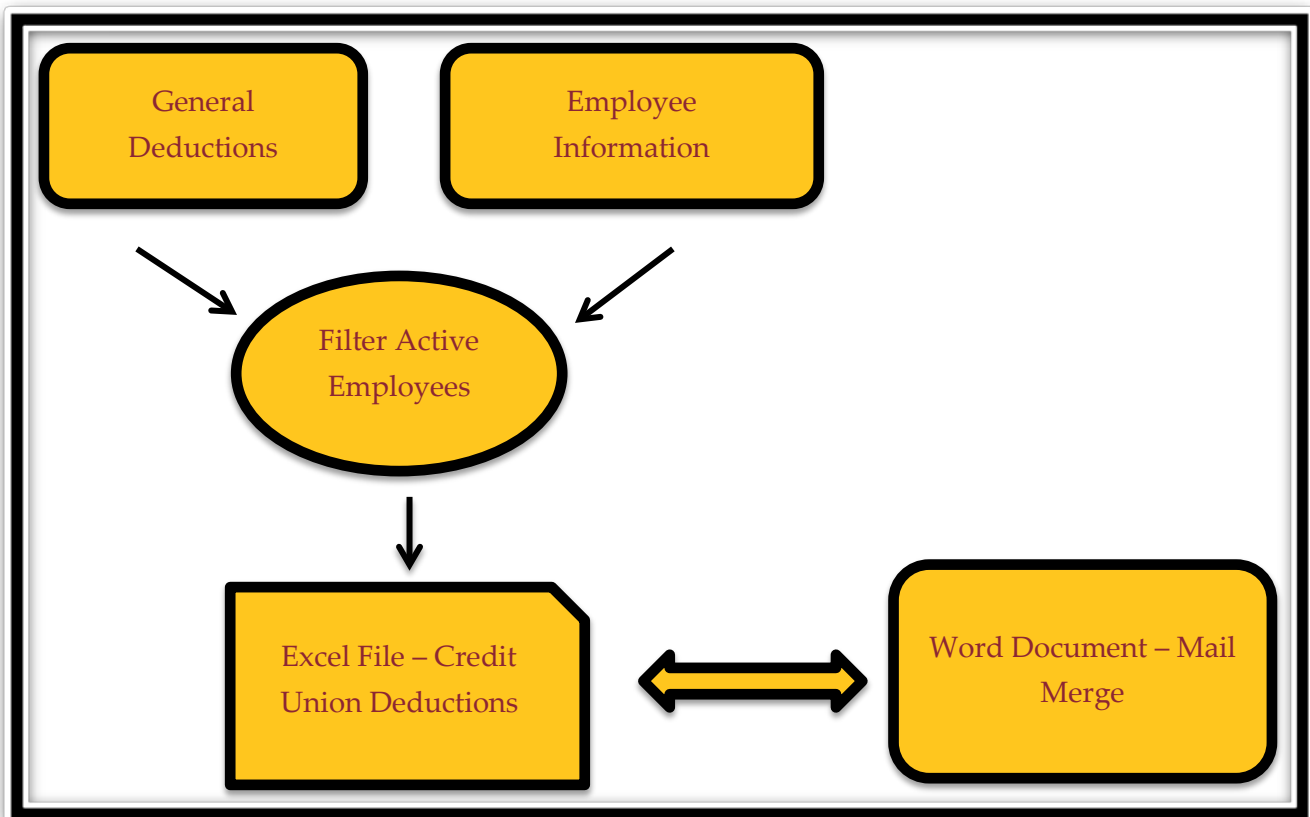 General
Deductions
Employee
Information
Filter Active
Employees
Excel File – Credit
Union Deductions
Word Document – Mail
Merge